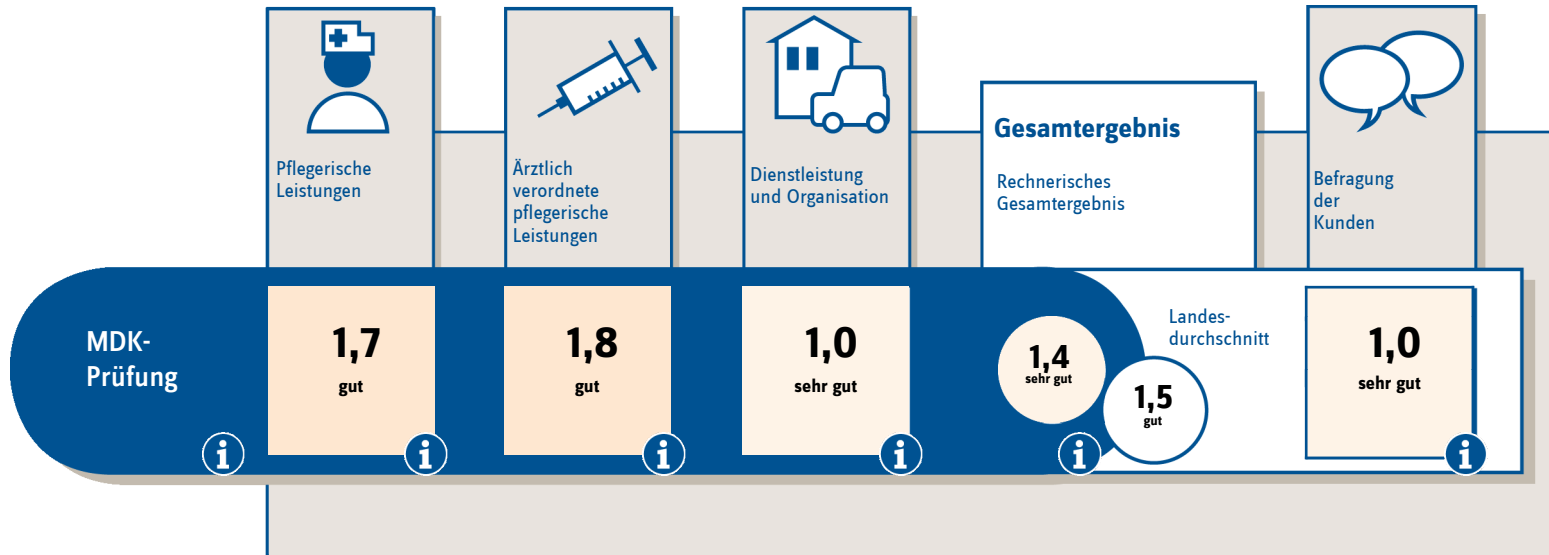 Pflegerische
Leistungen
Ärztlich
verordnete
pflegerische
Leistungen
Dienstleistung
und Organisation
Gesamtergebnis
Rechnerisches
Gesamtergebnis
Befragung
der
Kunden
MDK-
Prüfung
1,7
gut
1,8
gut
1,0
sehr gut
1,4
sehr gut
Landes-
durchschnitt
1,5
gut
1,0
sehr gut
i
i
i
i
i
i